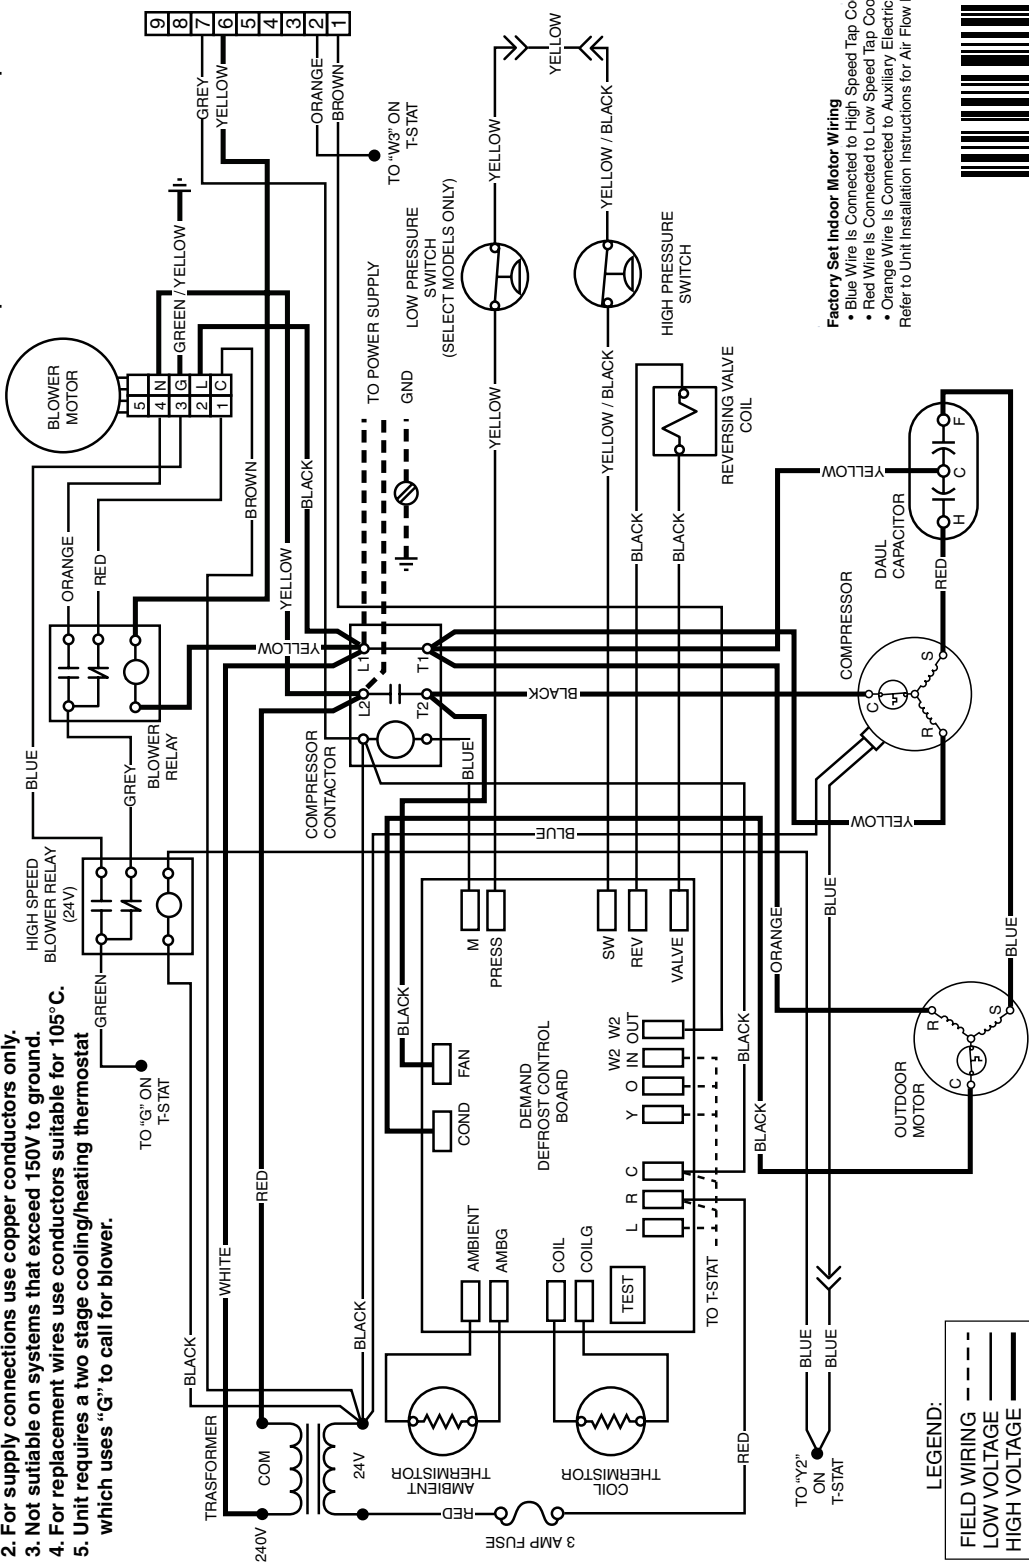 2. For supply connections use copper conductors only.
3. Not sutiable on systems that exceed 150V to ground.
4. For replacement wires use conductors suitable for 105°C.
5. Unit requires a two stage cooling/heating thermostat
which uses “G” to call for blower.
9
8
7
6
5
4
3
2
1
GREY
YELLOW
ORANGE
BROWN
TO “W3” ON
T-STAT
BLOWER
MOTOR
5
4 N
3 G
2 L
1 C
GREEN / YELLOW
BROWN
BLACK
YELLOW
ORANGE
RED
BLUE
BLOWER
RELAY
GREY
HIGH SPEED
BLOWER RELAY
(24V)
GREEN
TO “G” ON
T-STAT
BLACK
WHITE
RED
YELLOW
TO POWER SUPPLY
GND
LOW PRESSURE
SWITCH
(SELECT MODELS ONLY)
YELLOW
YELLOW
YELLOW
YELLOW / BLACK
YELLOW / BLACK
HIGH PRESSURE
SWITCH
REVERSING VALVE
COIL
BLACK
BLACK
COMPRESSOR
CONTACTOR
L1
L2
T1
T2
BLACK
BLUE
BLUE
TRASFORMER
240V
COM
24V
BLACK
RED
3 AMP FUSE
RED
AMBIENT
THERMISTOR
COIL
THERMISTOR
DEMAND
DEFROST CONTROL
BOARD
AMBIENT
AMBG
COIL
COILG
TEST
COND
FAN
BLACK
M
PRESS
SW
REV
VALVE
L
R
C
Y
O
W2
IN
W2
OUT
TO T-STAT
BLACK
BLACK
ORANGE
YELLOW
BLUE
COMPRESSOR
C
R
S
RED
DAUL
CAPACITOR
H
C
F
YELLOW
OUTDOOR
MOTOR
C
R
S
BLUE
BLUE
BLUE
TO “Y2”
ON
T-STAT
LEGEND:
FIELD WIRING
LOW VOLTAGE
HIGH VOLTAGE
Factory Set Indoor Motor Wiring
• Blue Wire Is Connected to High Speed Tap
• Red Wire Is Connected to Low Speed Tap
• Orange Wire Is Connected to Auxiliary
Refer to Unit Installation Instructions for Air Flow